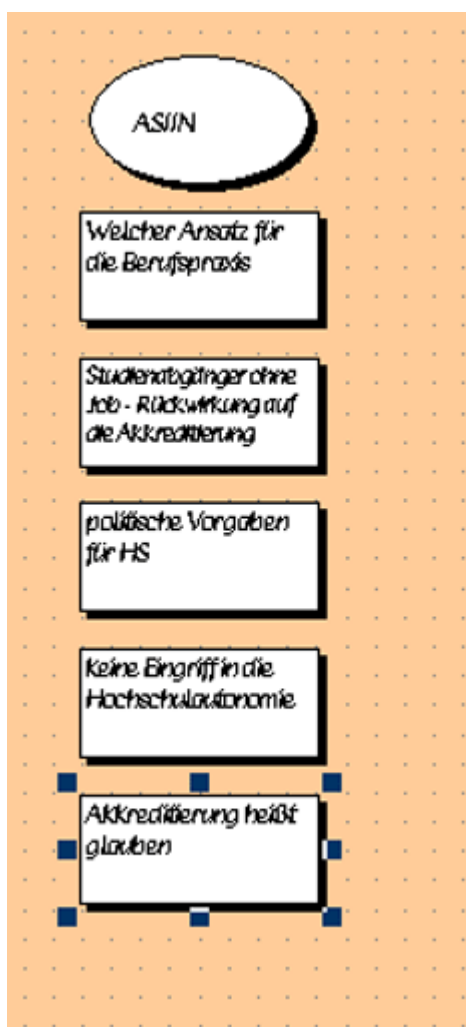 ASIIN
Welcher Ansatz für
die Berufspraxis
Studienabgänger ohne
Job - Rückwirkung auf
die Akkreditierung
politische Vorgaben
für HS
Keine Eingriff in die
Hochschulautonomie
Akkreditierung heißt
glauben